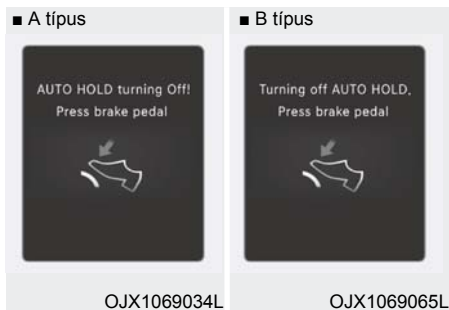 ■ A típus
AUTO HOLD turning Off!
Press brake pedal
OJX1069034L
■ B típus
Turning off AUTO HOLD,
Press brake pedal
OJX1069065L